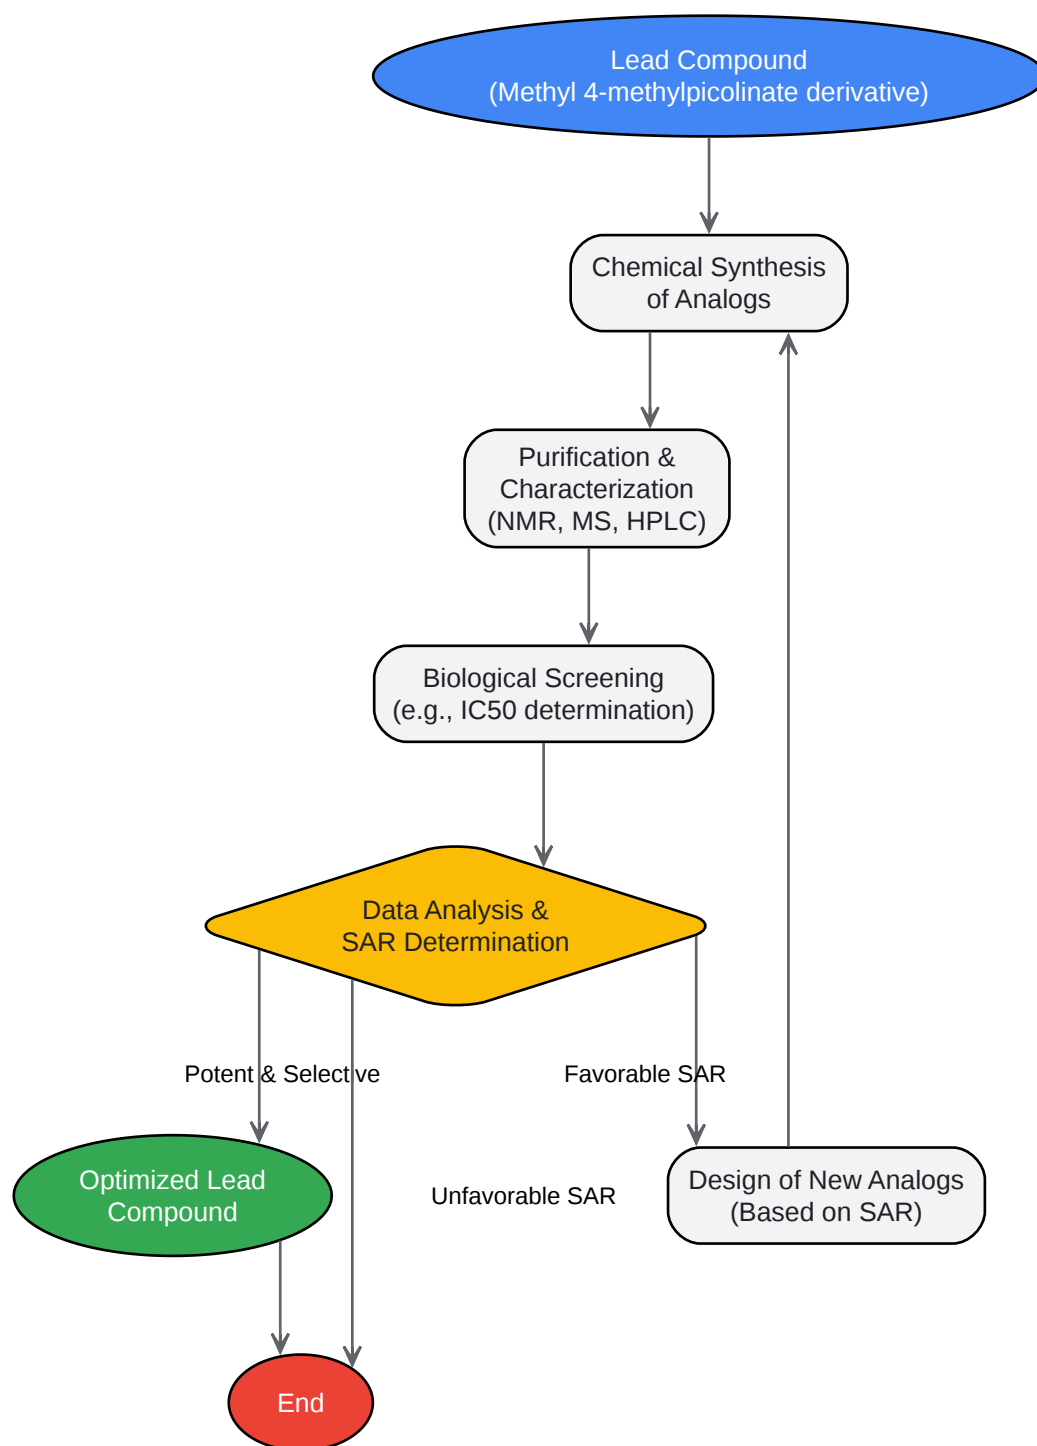 Lead Compound
(Methyl 4-methylpicolinate derivative)
Chemical Synthesis
of Analogs
Purification &
Characterization
(NMR, MS, HPLC)
Biological Screening
(e.g., IC50 determination)
Data Analysis &
SAR Determination
Potent & Selective
Favorable SAR
Optimized Lead
Compound
Unfavorable SAR
Design of New Analogs
(Based on SAR)
End